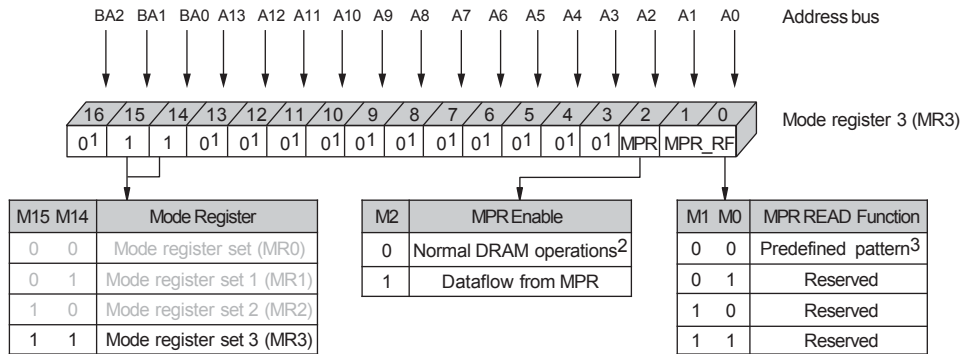 BA2 BA1 BA0 A13 A12 A11 A10 A9 A8 A7 A6 A5 A4 A3 A2 A1 A0 Address bus
16 15 14 13 12 11 10 9 8 7 6 5 4 3 2 1 0
Mode register 3 (MR3)
0¹ 1 1 0¹ 0¹ 0¹ 0¹ 0¹ 0¹ 0¹ 0¹ 0¹ 0¹ 0¹ MPR MPR_RF
M15 M14 Mode Register
0 0 Mode register set (MR0)
0 1 Mode register set 1 (MR1)
1 0 Mode register set 2 (MR2)
1 1 Mode register set 3 (MR3)
M2 MPR Enable
0 Normal DRAM operations²
1 Dataflow from MPR
M1 M0 MPR READ Function
0 0 Predefined pattern³
0 1 Reserved
1 0 Reserved
1 1 Reserved